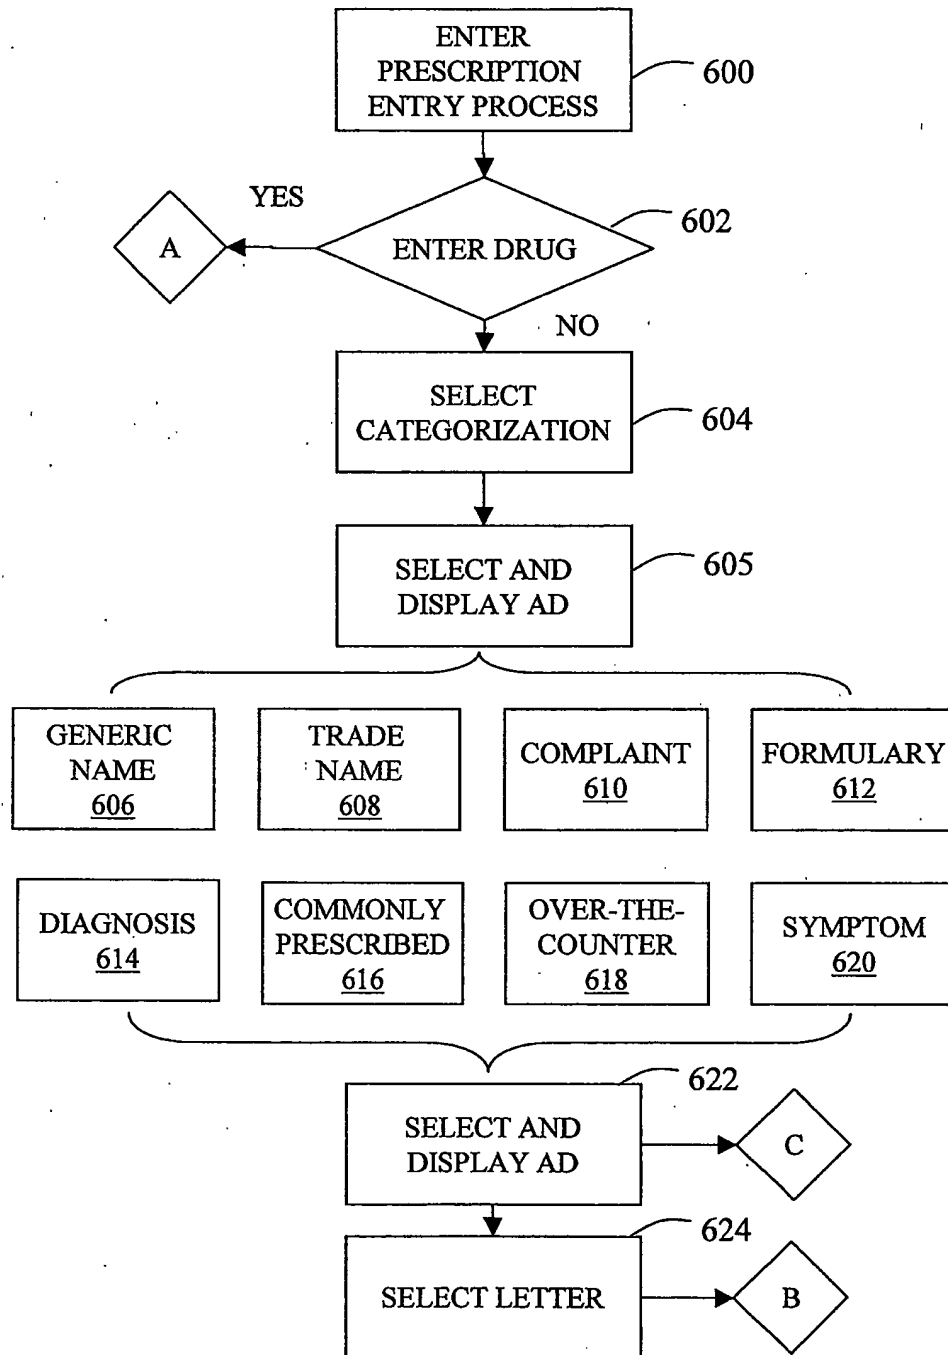 ENTER
PRESCRIPTION
ENTRY PROCESS
600
YES
602
A
ENTER DRUG
NO
SELECT
CATEGORIZATION
604
SELECT AND
DISPLAY AD
605
GENERIC
NAME
606
TRADE
NAME
608
COMPLAINT
610
FORMULARY
612
DIAGNOSIS
614
COMMONLY
PRESCRIBED
616
OVER-THE-
COUNTER
618
SYMPTOM
620
622
SELECT AND
DISPLAY AD
C
624
SELECT LETTER
B